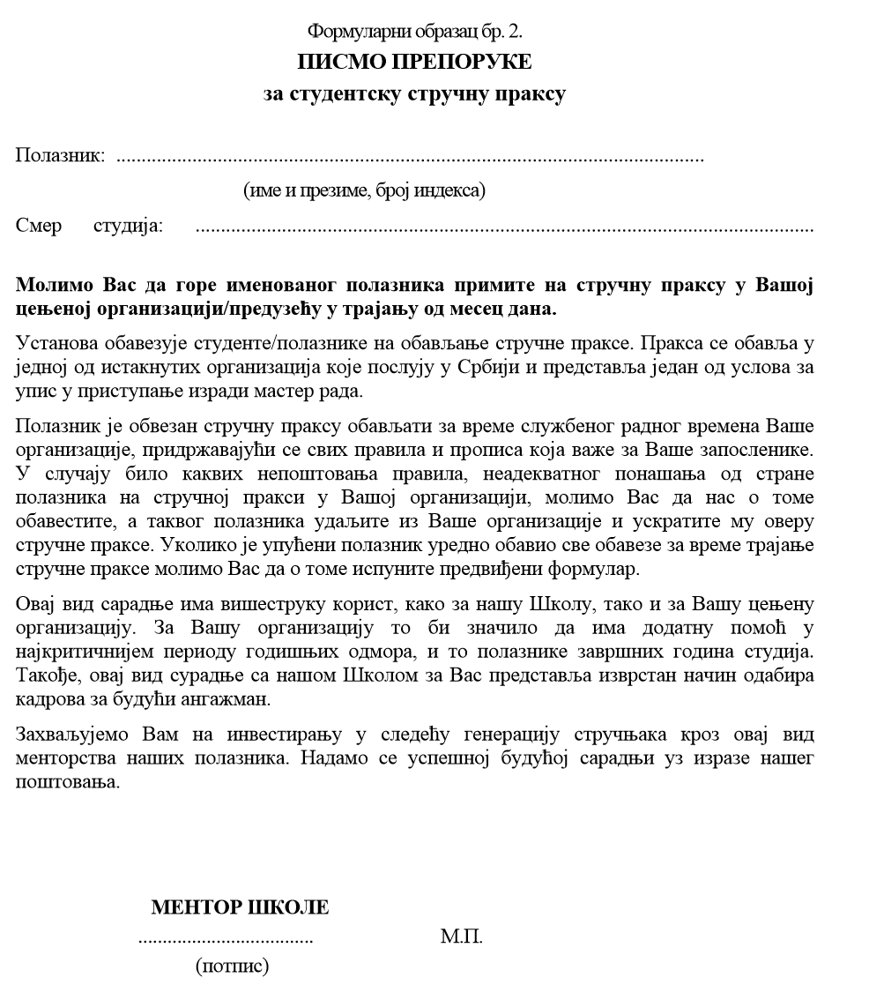 Формуларни образац бр. 2.
ПИСМО ПРЕПОРУКЕ
за студентску стручну праксу
Полазник: ....................................................................................................................
(име и презиме, број индекса)
Смер студија: ..........................................................................................................................
Молимо Вас да горе именованог полазника примите на стручну праксу у Вашој
цењеној организацији/предузећу у трајању од месец дана.
Установа обавезује студенте/полазнике на обављање стручне праксе. Пракса се обавља у
једној од истакнутих организација које послују у Србији и представља један од услова за
упис у приступање изради мастер рада.
Полазник је обвезан стручну праксу обављати за време службеног радног времена Ваше
организације, придржавајући се свих правила и прописа која важе за Ваше запосленике.
У случају било каквих непоштовања правила, неадекватног понашања од стране
полазника на стручној пракси у Вашој организацији, молимо Вас да нас о томе
обавестите, а таквог полазника удаљите из Ваше организације и ускратите му оверу
стручне праксе. Уколико је упућени полазник уредно обавио све обавезе за време трајање
стручне праксе молимо Вас да о томе испуните предвиђени формулар.
Овај вид сарадње има вишеструку корист, како за нашу Школу, тако и за Вашу цењену
организацију. За Вашу организацију то би значило да има додатну помоћ у
најкритичнијем периоду годишњих одмора, и то полазнике завршних година студија.
Такође, овај вид сурадње са нашом Школом за Вас представља изврстан начин одабира
кадрова за будући ангажман.
Захваљујемо Вам на инвестирању у следећу генерацију стручњака кроз овај вид
менторства наших полазника. Надамо се успешној будућој сарадњи уз изразе нашег
поштовања.
МЕНТОР ШКОЛЕ
.................................... М.П.
(потпис)